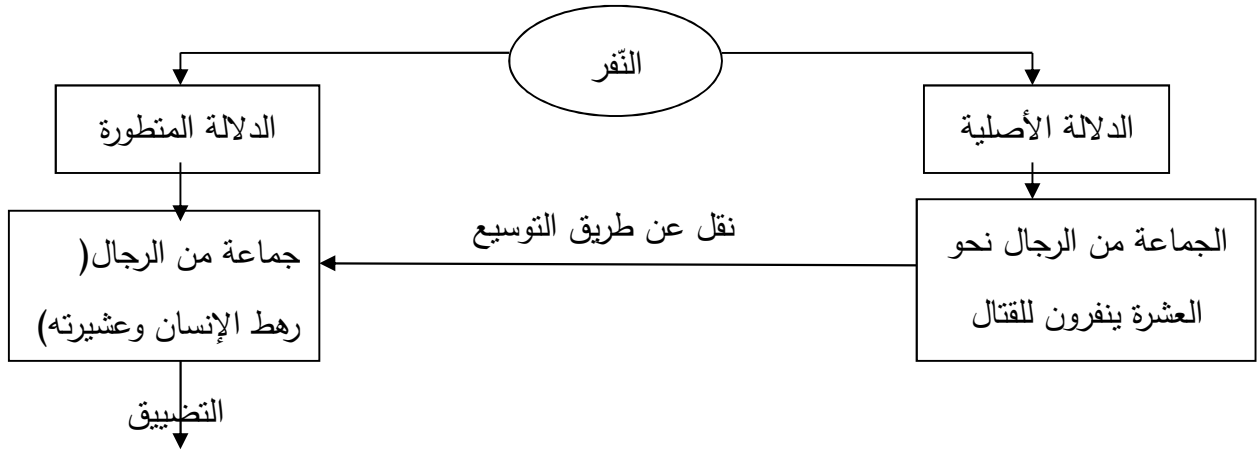 النّفر
الدلالة الأصلية
الدلالة المتطورة
الجماعة من الرجال نحو
العشرة ينفرون للقتال
نقل عن طريق التوسيع
جماعة من الرجال(
رهط الإنسان وعشيرته)
التضييق